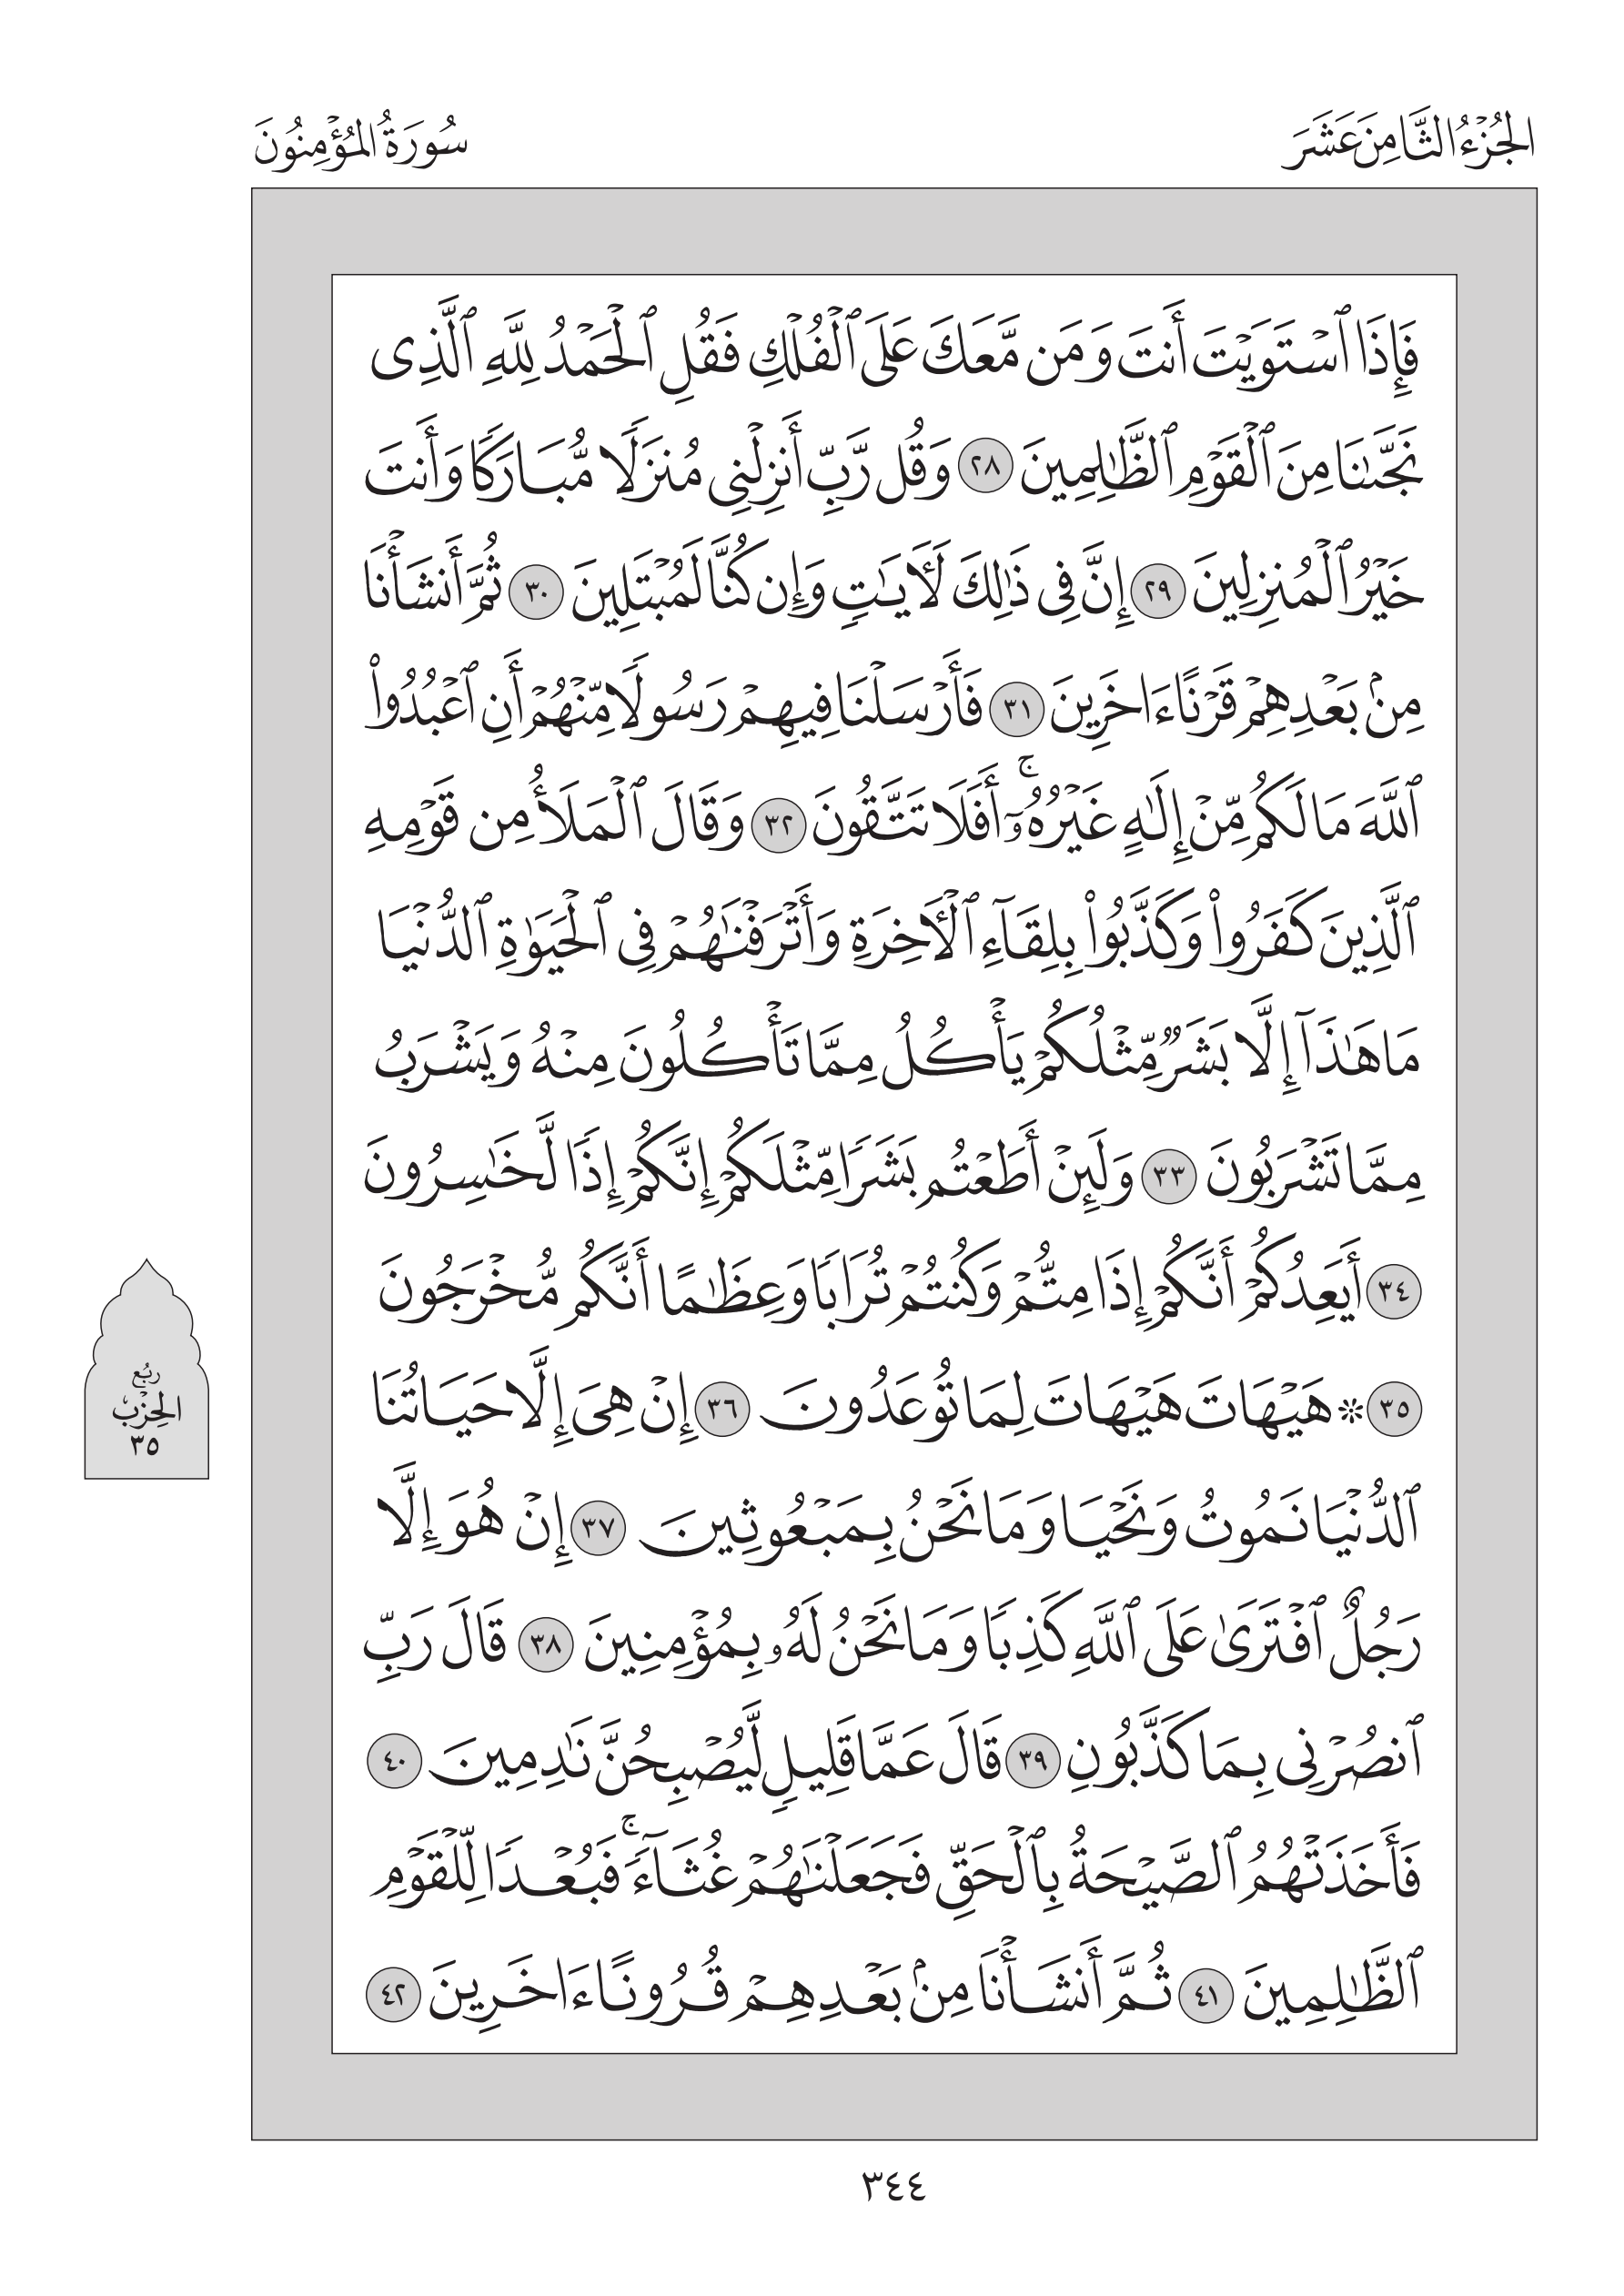 الجُزْءُ الثَّامِنَ عَشَرَ
سُورَةُ المُؤْمِنُونَ
فَإِذَا ٱسْتَوَيْتَ أَنتَ وَمَن مَّعَكَ عَلَى ٱلْفُلْكِ فَقُلِ ٱلْحَمْدُ لِلَّهِ ٱلَّذِى
نَجَّىٰنَا مِنَ ٱلْقَوْمِ ٱلظَّٰلِمِينَ ٢٨ وَقُل رَّبِّ أَنزِلْنِى مُنزَلًا مُّبَارَكًا وَأَنتَ
خَيْرُ ٱلْمُنزِلِينَ ٢٩ إِنَّ فِى ذَٰلِكَ لَأٓيَٰتٍ وَإِن كُنَّا لَمُبْتَلِينَ ٣٠ ثُمَّ أَنشَأْنَا
مِنۢ بَعْدِهِمْ قَرْنًا ءَاخَرِينَ ٣١ فَأَرْسَلْنَا فِيهِمْ رَسُولًا مِّنْهُمْ أَنِ ٱعْبُدُوا۟
ٱللَّهَ مَا لَكُم مِّنْ إِلَٰهٍ غَيْرُهُۥٓ ۚ أَفَلَا تَتَّقُونَ ٣٢ وَقَالَ ٱلْمَلَأُ مِن قَوْمِهِ
ٱلَّذِينَ كَفَرُوا۟ وَكَذَّبُوا۟ بِلِقَآءِ ٱلْأَخِرَةِ وَأَتْرَفْنَٰهُمْ فِى ٱلْحَيَوٰةِ ٱلدُّنْيَا
مَا هَٰذَآ إِلَّا بَشَرٌ مِّثْلُكُمْ يَأْكُلُ مِمَّا تَأْكُلُونَ مِنْهُ وَيَشْرَبُ
مِمَّا تَشْرَبُونَ ٣٣ وَلَئِنْ أَطَعْتُم بَشَرًا مِّثْلَكُمْ إِنَّكُمْ إِذًا لَّخَٰسِرُونَ
٣٤ أَيَعِدُكُمْ أَنَّكُمْ إِذَا مِتُّمْ وَكُنتُمْ تُرَابًا وَعِظَٰمًا أَنَّكُم مُّخْرَجُونَ
٣٥ ۞ هَيْهَاتَ هَيْهَاتَ لِمَا تُوعَدُونَ ٣٦ إِنْ هِىَ إِلَّا حَيَاتُنَا
ٱلدُّنْيَا نَمُوتُ وَنَحْيَا وَمَا نَحْنُ بِمَبْعُوثِينَ ٣٧ إِنْ هُوَ إِلَّا
رَجُلٌ ٱفْتَرَىٰ عَلَى ٱللَّهِ كَذِبًا وَمَا نَحْنُ لَهُۥ بِمُؤْمِنِينَ ٣٨ قَالَ رَبِّ
ٱنصُرْنِى بِمَا كَذَّبُونِ ٣٩ قَالَ عَمَّا قَلِيلٍ لَّيُصْبِحُنَّ نَٰدِمِينَ ٤٠
فَأَخَذَتْهُمُ ٱلصَّيْحَةُ بِٱلْحَقِّ فَجَعَلْنَٰهُمْ غُثَآءً ۚ فَبُعْدًا لِّلْقَوْمِ
ٱلظَّٰلِمِينَ ٤١ ثُمَّ أَنشَأْنَا مِنۢ بَعْدِهِمْ قُرُونًا ءَاخَرِينَ ٤٢
رُبُع
الحِزْب
٣٥
٣٤٤